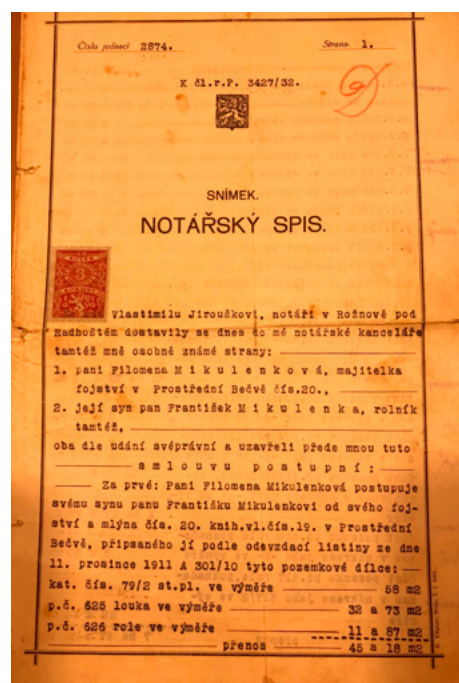 Číslo jednací 2874. Strana 1.
K čl.r.P. 3427/32.
SNÍMEK.
NOTÁŘSKÝ SPIS.
KOLEK
3
KORUNY
Vlastimilu Jirouškovi, notáři v Rožnově pod
Radhoštěm dostavily se dnes do mé notářské kanceláře
tamtéž mně osobně známé strany:
1. paní Filomena M i k u l e n k o v á, majitelka
fojství v Prostřední Bečvě čís.20.,
2. její syn pan František M i k u l e n k a, rolník
tamtéž,
oba dle udání svéprávní a uzavřeli přede mnou tuto
s m l o u v u p o s t u p n í :
Za prvé: Paní Filomena Mikulenková postupuje
svému synu panu Františku Mikulenkovi od svého foj-
ství a mlýna čís. 20. knih.vl.čís.19. v Prostřední
Bečvě, připsaného jí podle odevzdací listiny ze dne
11. prosince 1911 A 301/10 tyto pozemkové dílce:
kat. čís. 79/2 st.pl. ve výměře 58 m2
p.č. 625 louka ve výměře 32 a 73 m2
p.č. 626 role ve výměře 11 a 87 m2
přenos 45 a 18 m2